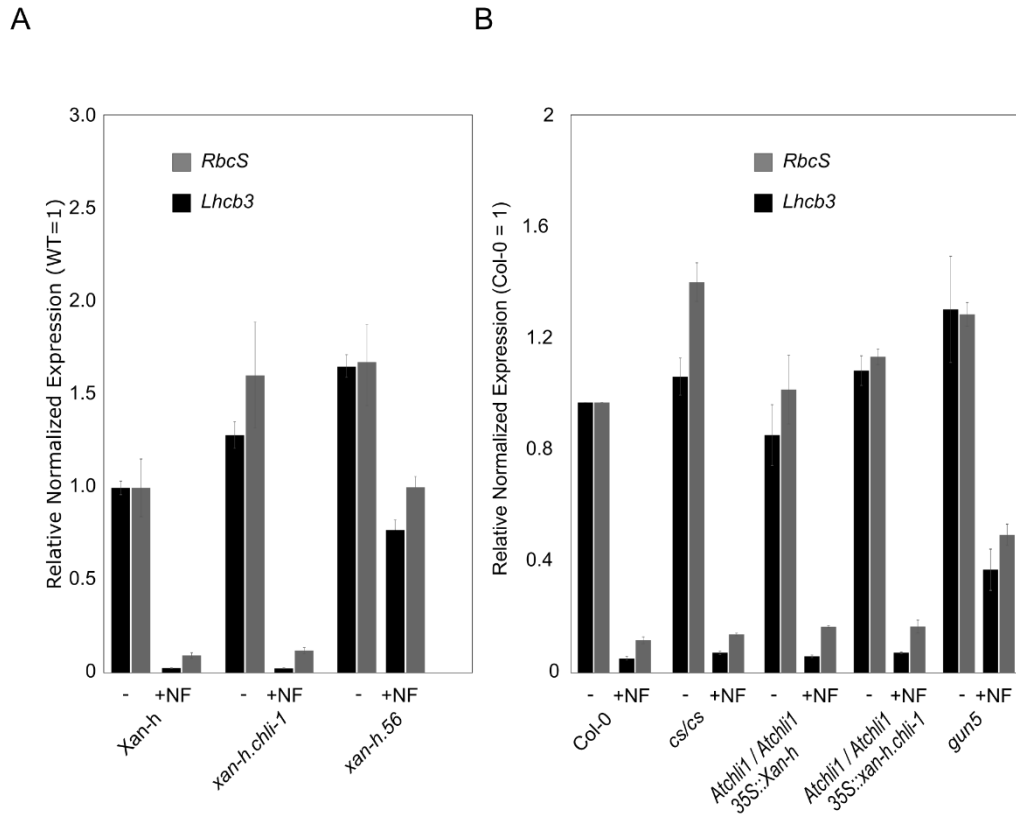 A
Relative Normalized Expression (WT=1)
3.0
2.5
2.0
1.5
1.0
0.5
0
RbcS
Lhcb3
- +NF - +NF - +NF
Xan-h
xan-h.chli-1
xan-h.56
B
Relative Normalized Expression (Col-0 = 1)
2
1.6
1.2
0.8
0.4
0
RbcS
Lhcb3
- +NF - +NF - +NF - +NF - +NF
Col-0
cs/cs
Atchli1 / Atchli1
35S::Xan-h
Atchli1 / Atchli1
35S::xan-h.chli-1
gun5